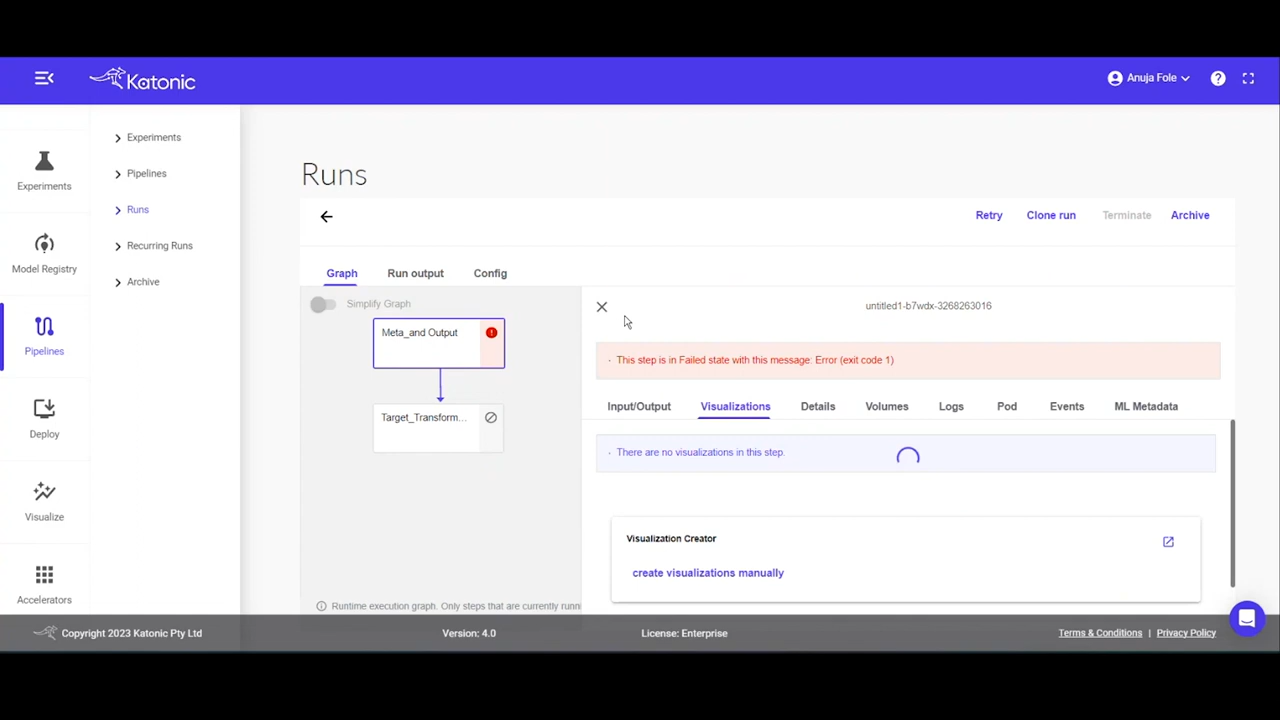 Katonic
Anuja Fole
Experiments
Model Registry
Pipelines
Deploy
Visualize
Accelerators
Experiments
Pipelines
Runs
Recurring Runs
Archive
Runs
Retry
Clone run
Terminate
Archive
Graph
Run output
Config
Simplify Graph
Meta_and Output
Target_Transform...
Runtime execution graph. Only steps that are currently runn
untitled1-b7wdx-3268263016
· This step is in Failed state with this message: Error (exit code 1)
Input/Output
Visualizations
Details
Volumes
Logs
Pod
Events
ML Metadata
· There are no visualizations in this step.
Visualization Creator
create visualizations manually
Copyright 2023 Katonic Pty Ltd
Version: 4.0
License: Enterprise
Terms & Conditions | Privacy Policy